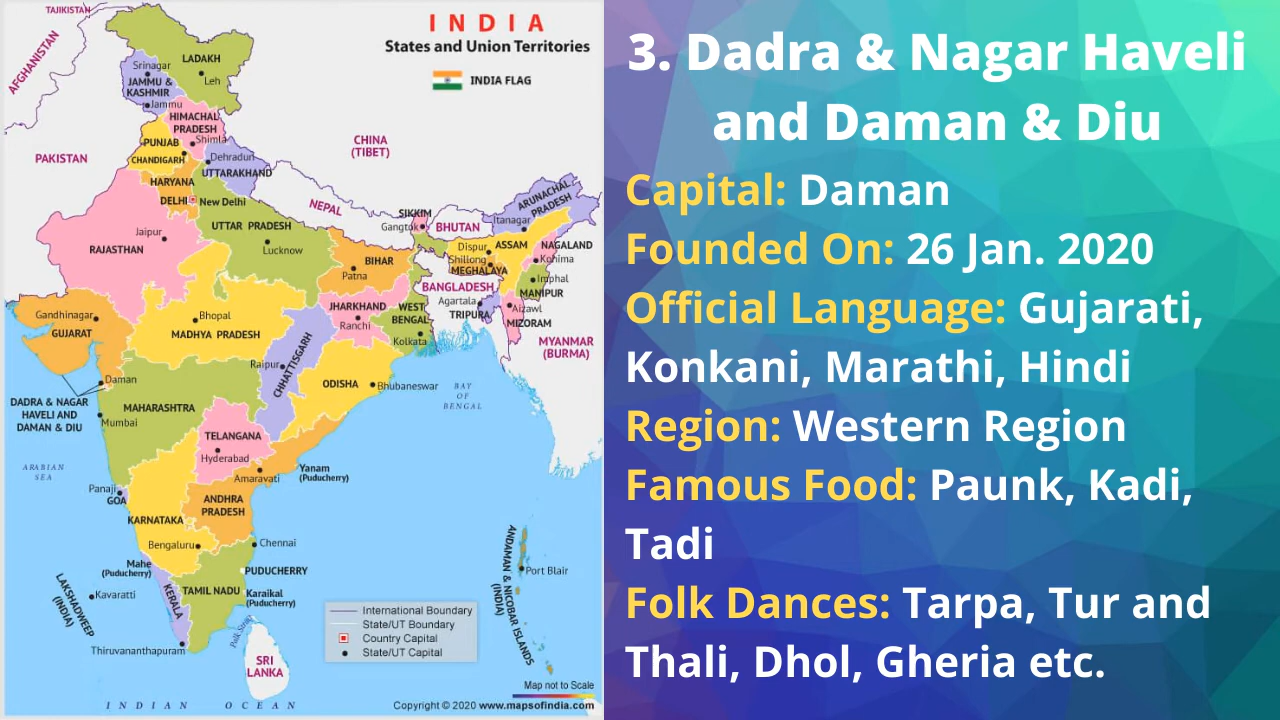 INDIA
States and Union Territories
INDIA FLAG
TAJIKISTAN
AFGHANISTAN
PAKISTAN
CHINA
(TIBET)
NEPAL
BHUTAN
BANGLADESH
MYANMAR
(BURMA)
SRI
LANKA
LADAKH
Leh
Srinagar
JAMMU &
KASHMIR
Jammu
HIMACHAL
PRADESH
Shimla
PUNJAB
CHANDIGARH
Dehradun
UTTARAKHAND
HARYANA
DELHI
New Delhi
RAJASTHAN
Jaipur
UTTAR PRADESH
Lucknow
BIHAR
Patna
SIKKIM
Gangtok
ARUNACHAL
PRADESH
Itanagar
Dispur
ASSAM
NAGALAND
Kohima
Shillong
MEGHALAYA
Imphal
MANIPUR
Agartala
TRIPURA
Aizawl
MIZORAM
Gandhinagar
GUJARAT
Bhopal
MADHYA PRADESH
JHARKHAND
Ranchi
WEST
BENGAL
Kolkata
Raipur
CHHATTISGARH
ODISHA
Bhubaneswar
BAY
OF
BENGAL
Daman
DADRA & NAGAR
HAVELI AND
DAMAN & DIU
MAHARASHTRA
Mumbai
TELANGANA
Hyderabad
ARABIAN
SEA
Amaravati
Yanam
(Puducherry)
Panaji
GOA
ANDHRA
PRADESH
KARNATAKA
Bengaluru
Chennai
Mahe
(Puducherry)
PUDUCHERRY
TAMIL NADU
Karaikal
(Puducherry)
KERALA
LAKSHADWEEP
(INDIA)
Kavaratti
Thiruvananthapuram
Palk Strait
ANDAMAN & NICOBAR ISLANDS
(INDIA)
Port Blair
International Boundary
State/UT Boundary
Country Capital
State/UT Capital
Map not to Scale
INDIAN OCEAN
Copyright © 2020 www.mapsofindia.com
3. Dadra & Nagar Haveli
and Daman & Diu
Capital: Daman
Founded On: 26 Jan. 2020
Official Language: Gujarati,
Konkani, Marathi, Hindi
Region: Western Region
Famous Food: Paunk, Kadi,
Tadi
Folk Dances: Tarpa, Tur and
Thali, Dhol, Gheria etc.